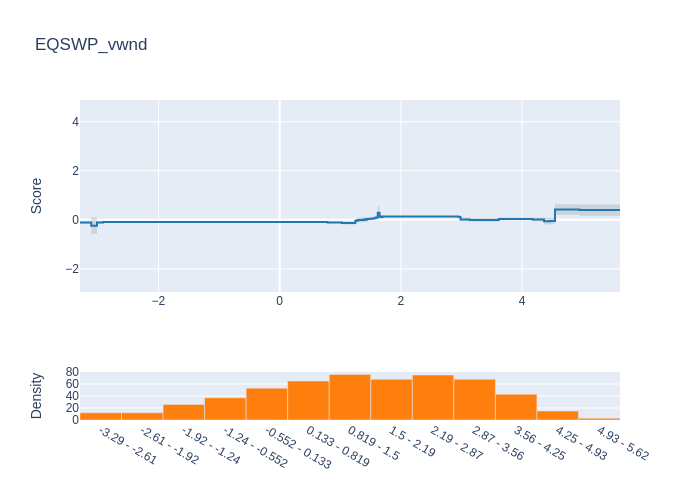 EQSWP_vwnd
Score
4
2
0
−2
−2
0
2
4
Density
80
60
40
20
0
-3.29 - -2.61
-2.61 - -1.92
-1.92 - -1.24
-1.24 - -0.552
-0.552 - 0.133
0.133 - 0.819
0.819 - 1.5
1.5 - 2.19
2.19 - 2.87
2.87 - 3.56
3.56 - 4.25
4.25 - 4.93
4.93 - 5.62